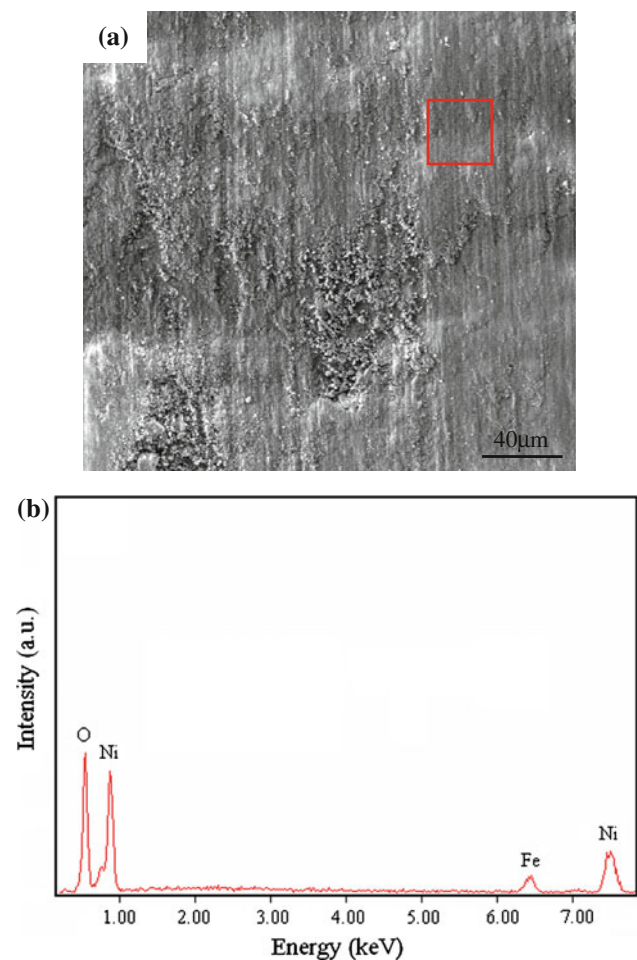 (a)
40μm
(b)
Intensity (a.u.)
O
Ni
Fe
Ni
1.00 2.00 3.00 4.00 5.00 6.00 7.00
Energy (keV)